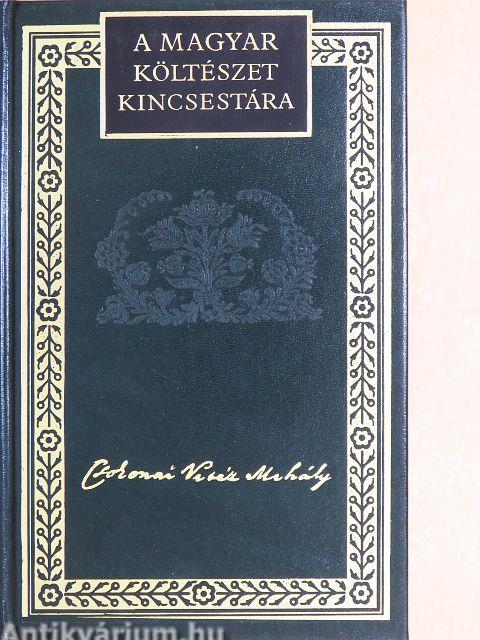 A MAGYAR
KÖLTÉSZET
KINCSESTÁRA
Csokonai Vitéz Mihály
Antikvárium.hu